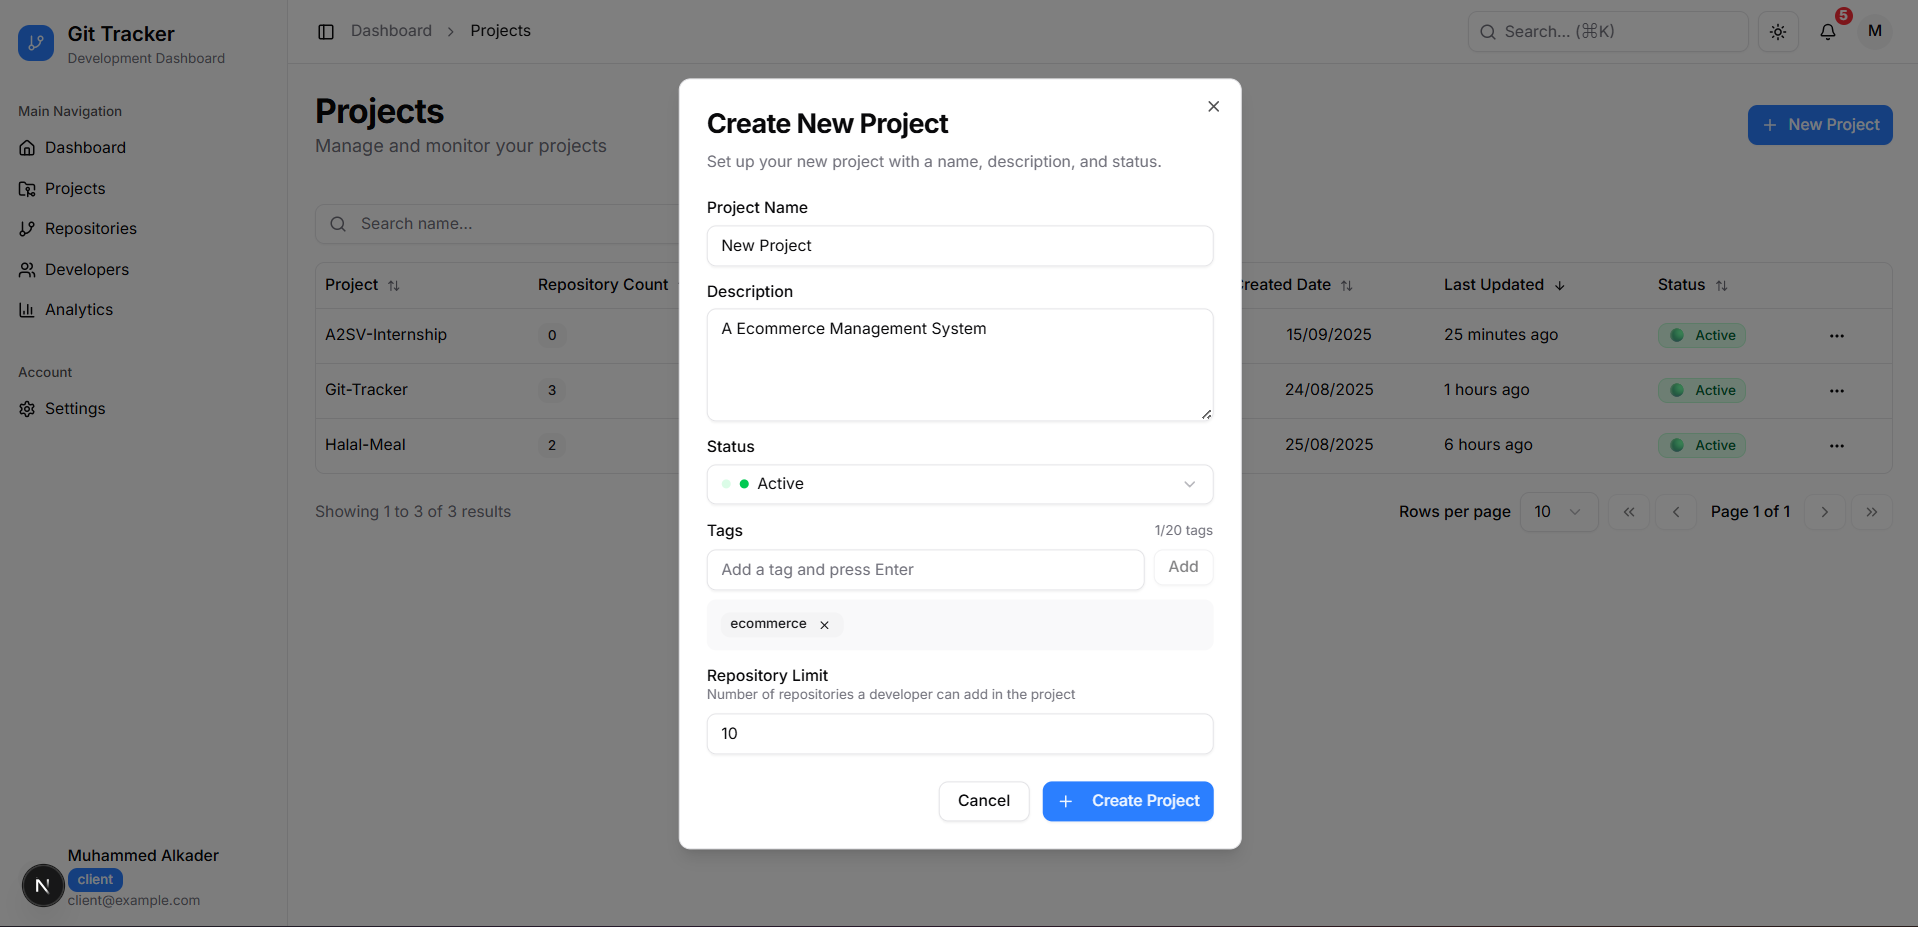 Git Tracker
Development Dashboard
Main Navigation
Dashboard
Projects
Repositories
Developers
Analytics
Account
Settings
Muhammed Alkader
N
client
client@example.com
Dashboard > Projects
Search... (⌘K)
5
M
Projects
Manage and monitor your projects
+ New Project
Search name...
Project Repository Count reated Date Last Updated Status
A2SV-Internship 0 15/09/2025 25 minutes ago Active ...
Git-Tracker 3 24/08/2025 1 hours ago Active ...
Halal-Meal 2 25/08/2025 6 hours ago Active ...
Showing 1 to 3 of 3 results
Rows per page 10 Page 1 of 1
Create New Project
Set up your new project with a name, description, and status.
Project Name
New Project
Description
A Ecommerce Management System
Status
Active
Tags 1/20 tags
Add a tag and press Enter Add
ecommerce ×
Repository Limit
Number of repositories a developer can add in the project
10
Cancel + Create Project